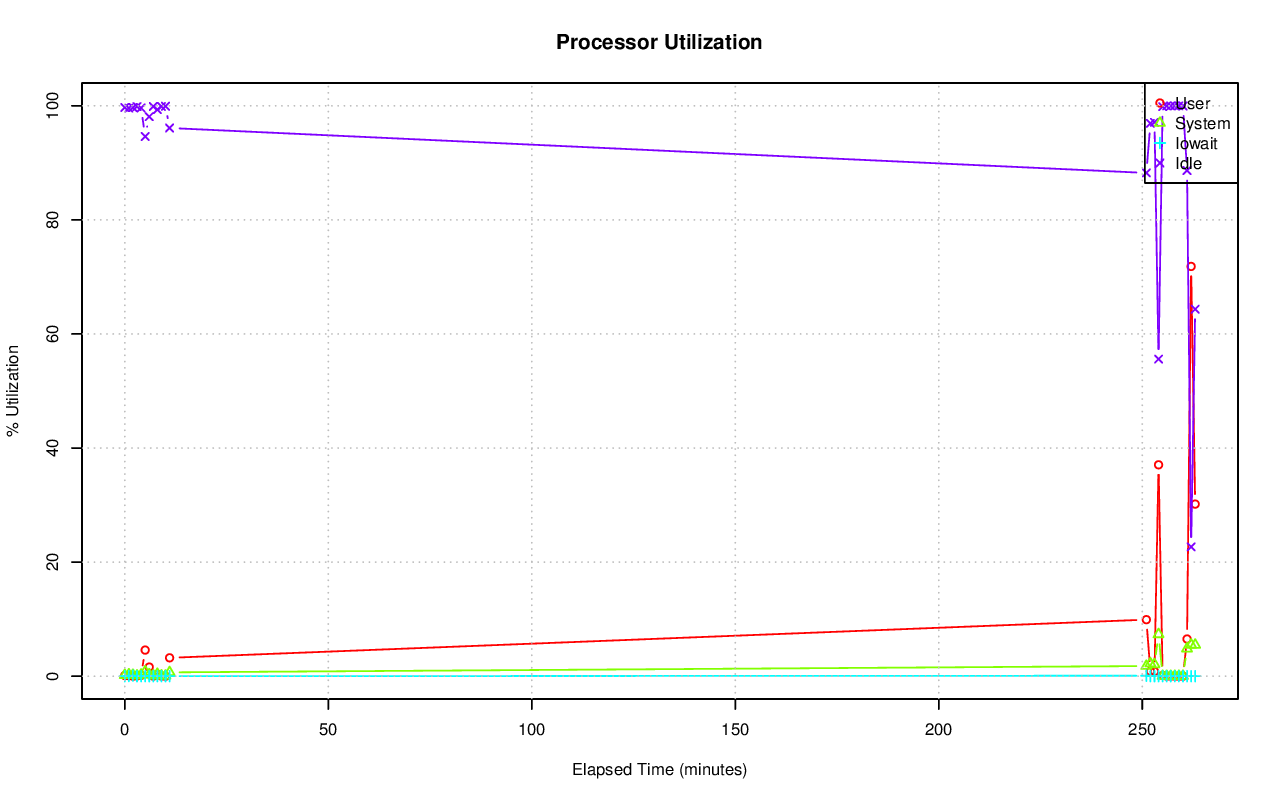 Processor Utilization
100
80
60
40
20
0
% Utilization
User
System
Iowait
Idle
0 50 100 150 200 250
Elapsed Time (minutes)